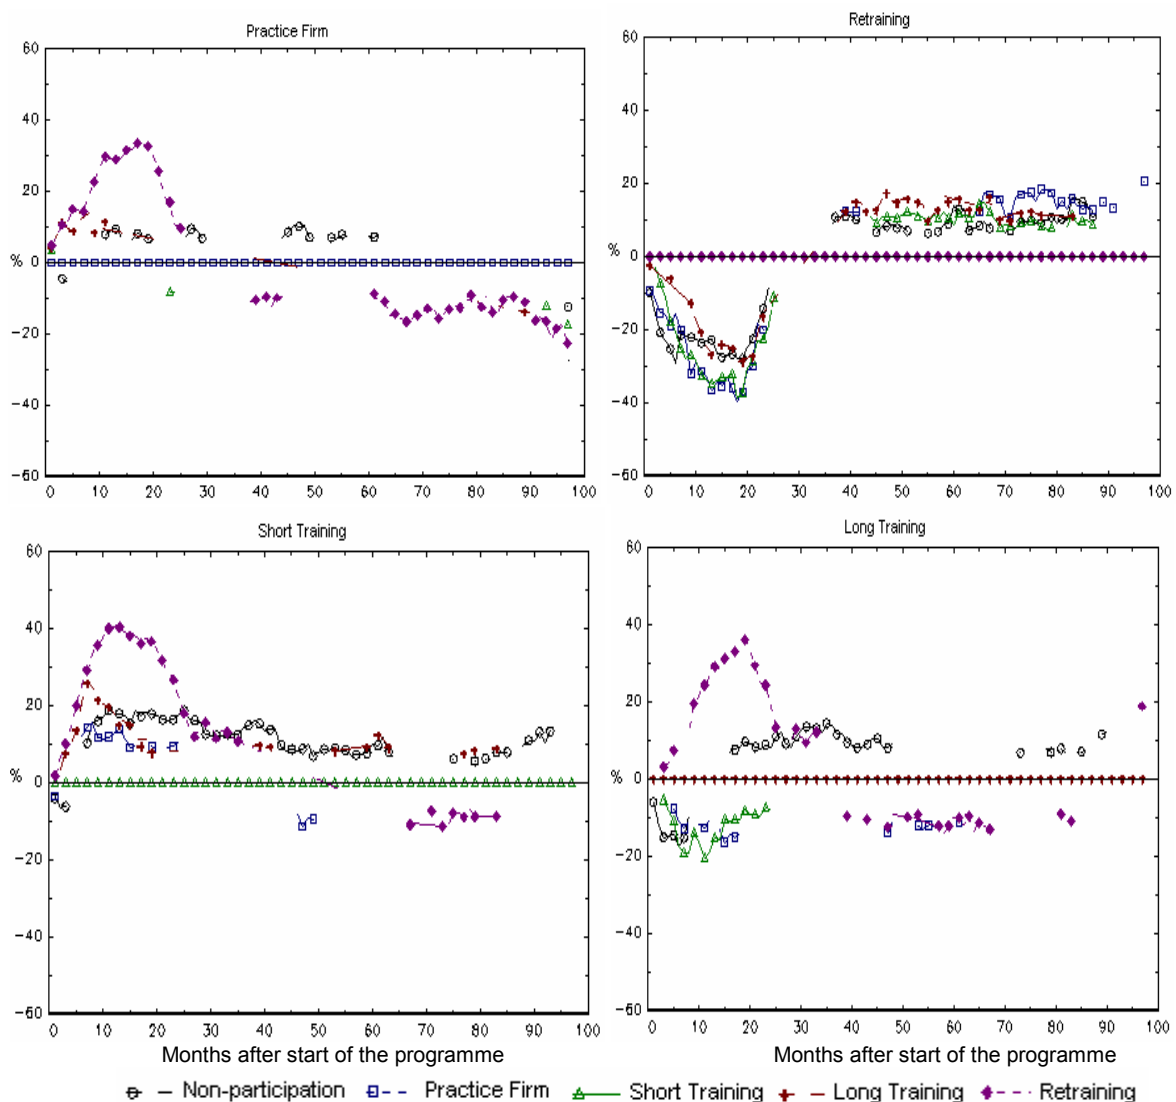 Practice Firm
60
40
20
% 0
-20
-40
-60
0 10 20 30 40 50 60 70 80 90 100
Retraining
60
40
20
% 0
-20
-40
-60
0 10 20 30 40 50 60 70 80 90 100
Short Training
60
40
20
% 0
-20
-40
-60
0 10 20 30 40 50 60 70 80 90 100
Months after start of the programme
Long Training
60
40
20
% 0
-20
-40
-60
0 10 20 30 40 50 60 70 80 90 100
Months after start of the programme
Non-participation Practice Firm Short Training Long Training Retraining